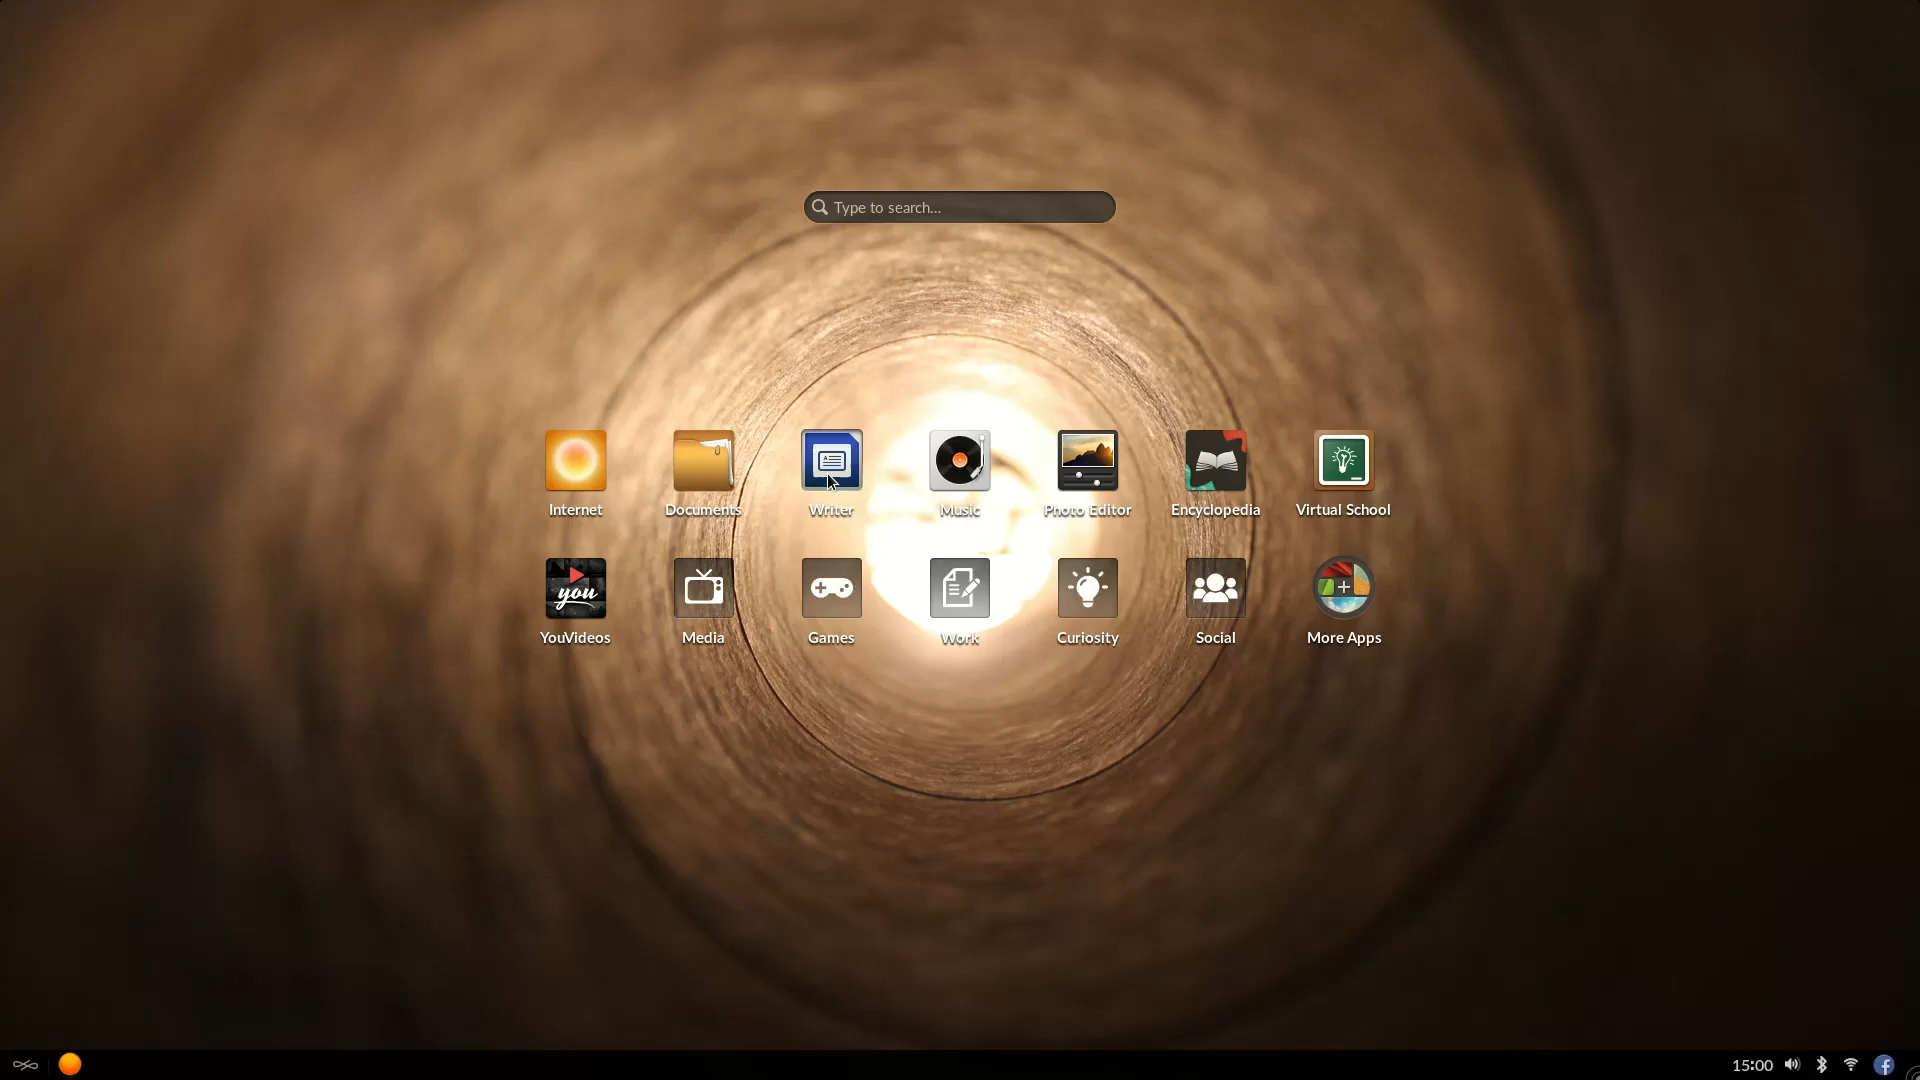 Type to search...
Internet
Documents
Writer
Music
Photo Editor
Encyclopedia
Virtual School
you
YouVideos
Media
Games
Work
Curiosity
Social
More Apps
15:00